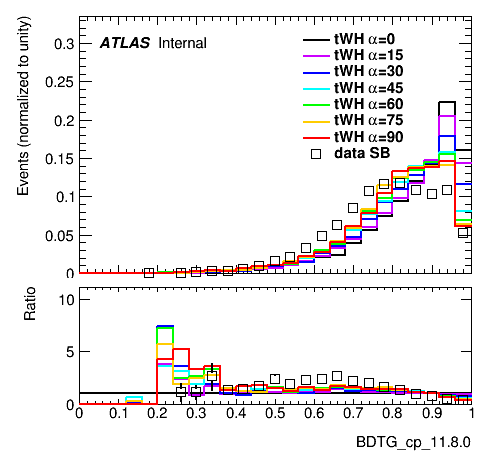 Events (normalized to unity)
0.3
0.25
0.2
0.15
0.1
0.05
0
ATLAS Internal
tWH α=0
tWH α=15
tWH α=30
tWH α=45
tWH α=60
tWH α=75
tWH α=90
data SB
Ratio
10
5
0
0 0.1 0.2 0.3 0.4 0.5 0.6 0.7 0.8 0.9 1
BDTG_cp_11.8.0